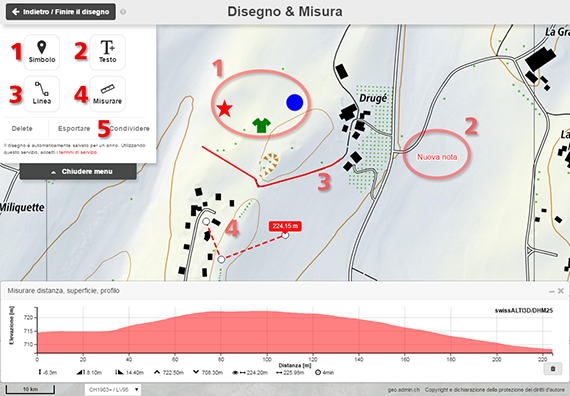 Indietro / Finire il disegno
Disegno & Misura
1 Simbolo
2 Testo
T
3 Linea
4 Misurare
Delete
Esportare
5 Condividere
Il disegno è automaticamente salvato per un anno. Utilizzando
questo servizio, accetti i termini di servizio.
Chiudere menu
1
Drugé
La Gra
2
Nuova nota
3
Miliquette
4
224.15 m
Misurare distanza, superficie, profilo
swissALTI3D/DHM25
Elevazione [m]
720
715
710
0 20 40 60 80 100 120 140 160 180 200 220
Distanza [m]
-6.3m 8.10m 14.40m 722.50m 708.30m 224.20m 225.98m 4min
10 km
CH1903+ / LV95
geo.admin.ch Copyright e dichiarazione della protezione dei diritti d'autore